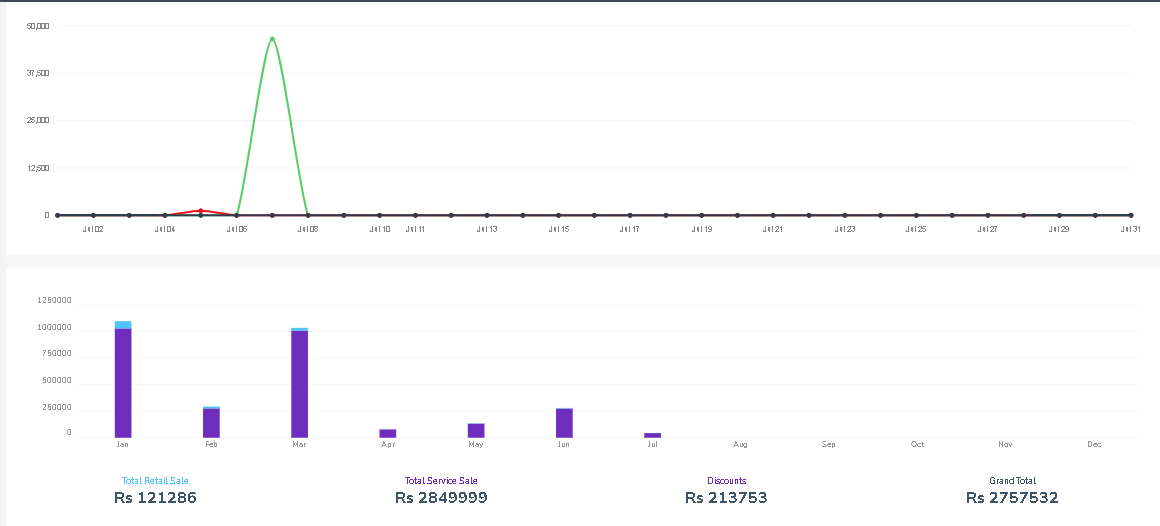 50,000
37,500
25,000
12,500
0
Jul 02 Jul 04 Jul 06 Jul 08 Jul 10 Jul 11 Jul 13 Jul 15 Jul 17 Jul 19 Jul 21 Jul 23 Jul 25 Jul 27 Jul 29 Jul 31
1250000
1000000
750000
500000
250000
0
Jan Feb Mar Apr May Jun Jul Aug Sep Oct Nov Dec
Total Retail Sale Total Service Sale Discounts Grand Total
Rs 121286 Rs 2849999 Rs 213753 Rs 2757532